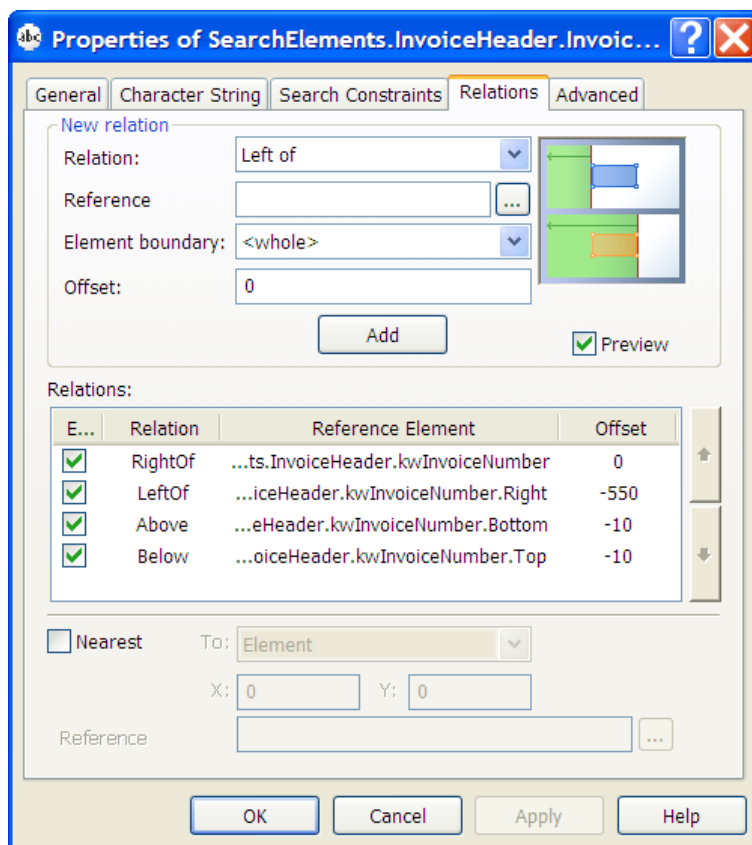 abc Properties of SearchElements.InvoiceHeader.Invoic... ?
General Character String Search Constraints Relations Advanced
New relation
Relation: Left of
Reference ...
Element boundary: <whole>
Offset: 0
Add Preview
Relations:
E... Relation Reference Element Offset
RightOf ...ts.InvoiceHeader.kwInvoiceNumber 0
LeftOf ...iceHeader.kwInvoiceNumber.Right -550
Above ...eHeader.kwInvoiceNumber.Bottom -10
Below ...oiceHeader.kwInvoiceNumber.Top -10
Nearest To: Element
X: 0 Y: 0
Reference ...
OK Cancel Apply Help